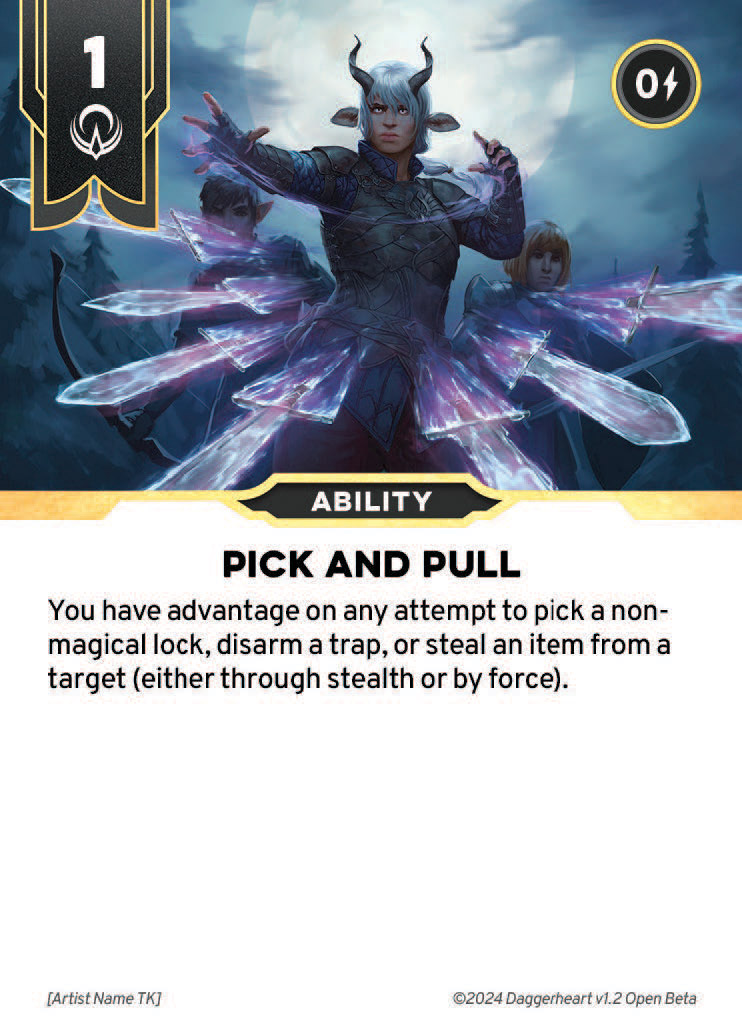 1
0
ABILITY
PICK AND PULL
You have advantage on any attempt to pick a non-
magical lock, disarm a trap, or steal an item from a
target (either through stealth or by force).
[Artist Name TK]
©2024 Daggerheart v1.2 Open Beta